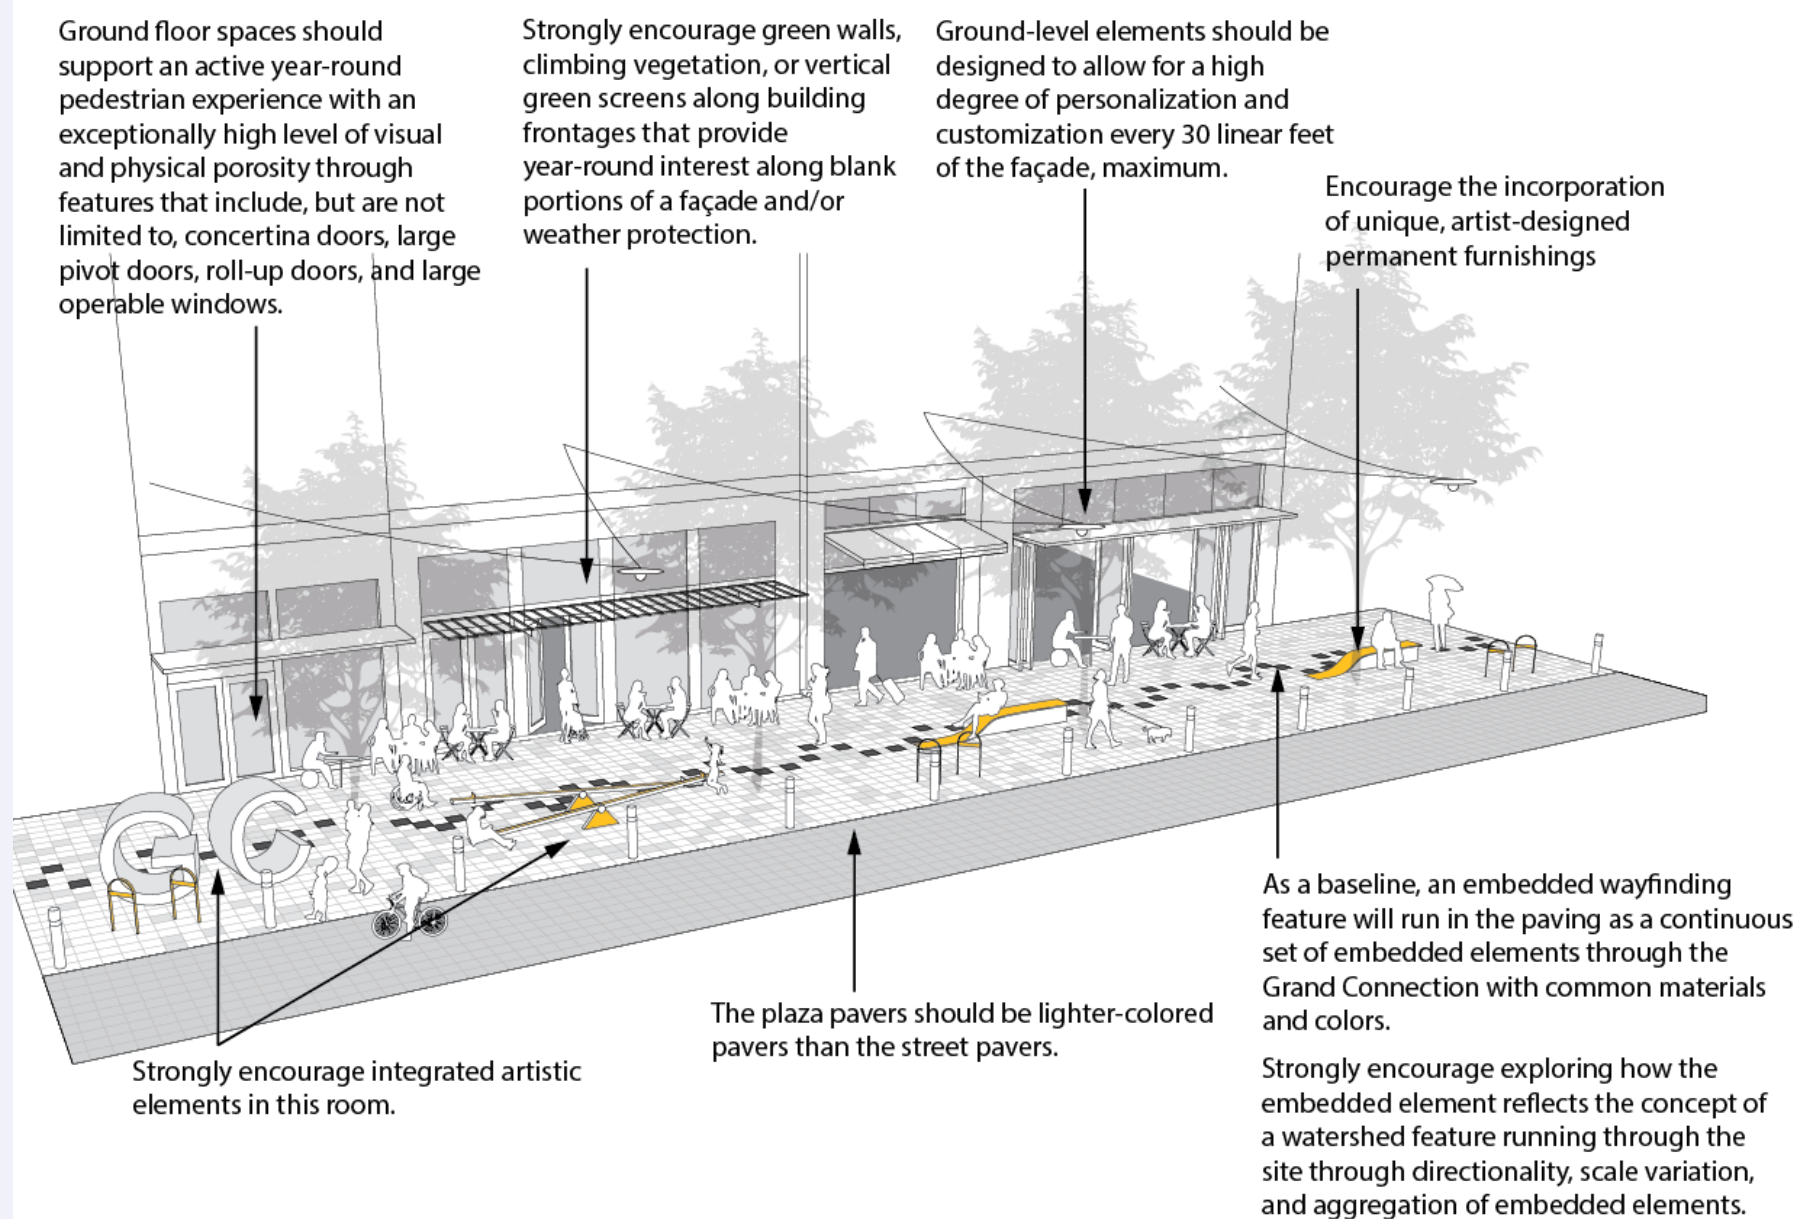 Ground floor spaces should
support an active year-round
pedestrian experience with an
exceptionally high level of visual
and physical porosity through
features that include, but are not
limited to, concertina doors, large
pivot doors, roll-up doors, and large
operable windows.
Strongly encourage green walls,
climbing vegetation, or vertical
green screens along building
frontages that provide
year-round interest along blank
portions of a façade and/or
weather protection.
Ground-level elements should be
designed to allow for a high
degree of personalization and
customization every 30 linear feet
of the façade, maximum.
Encourage the incorporation
of unique, artist-designed
permanent furnishings
GC
Strongly encourage integrated artistic
elements in this room.
The plaza pavers should be lighter-colored
pavers than the street pavers.
As a baseline, an embedded wayfinding
feature will run in the paving as a continuous
set of embedded elements through the
Grand Connection with common materials
and colors.
Strongly encourage exploring how the
embedded element reflects the concept of
a watershed feature running through the
site through directionality, scale variation,
and aggregation of embedded elements.